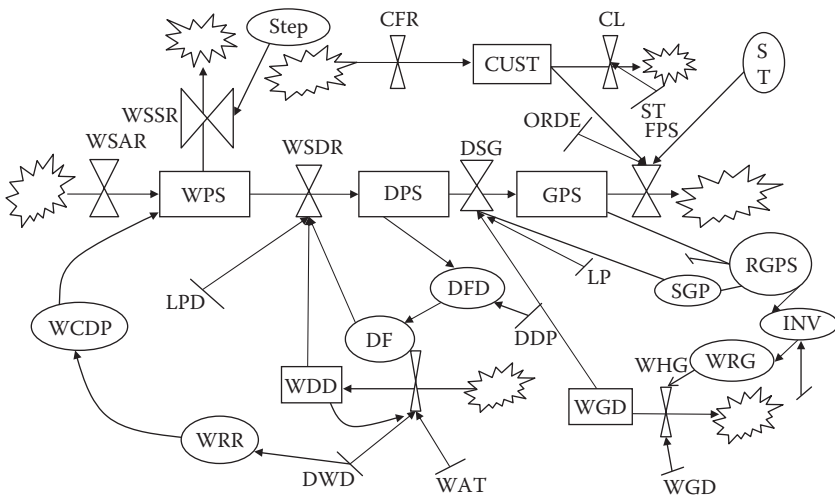 Step
CFR
CL
CUST
S
T
WSSR
ORDE
ST
FPS
WSAR
WSDR
DSG
WPS
DPS
GPS
LPD
LP
RGPS
SGP
DFD
WCDP
DF
DDP
INV
WHG
WRG
WDD
WGD
WRR
DWD
WAT
WGD